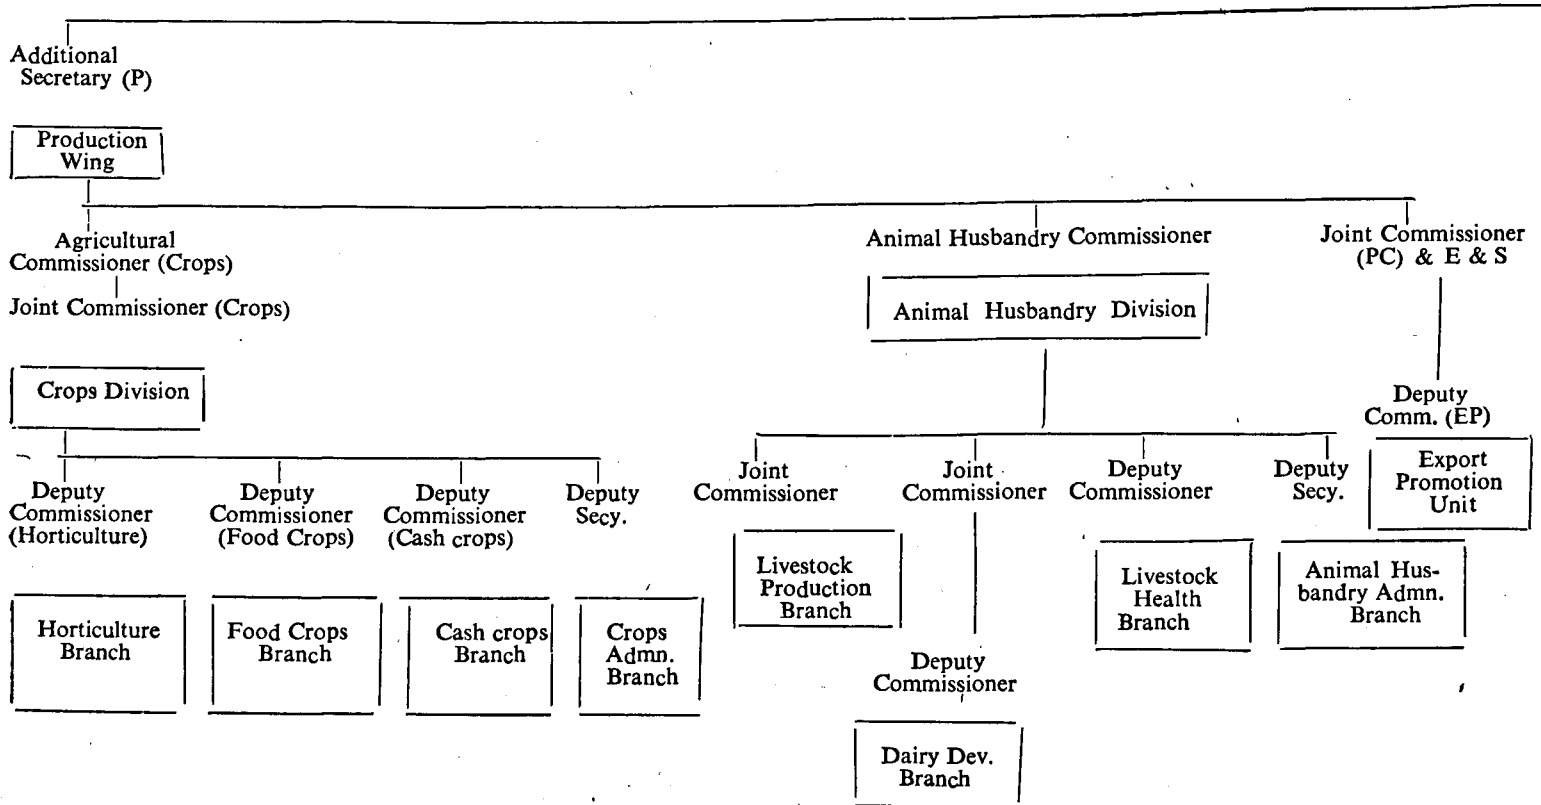 Additional
Secretary (P)
Production
Wing
Agricultural
Commissioner (Crops)
Joint Commissioner (Crops)
Crops Division
Deputy
Commissioner
(Horticulture)
Horticulture
Branch
Deputy
Commissioner
(Food Crops)
Food Crops
Branch
Deputy
Commissioner
(Cash crops)
Cash crops
Branch
Deputy
Secy.
Crops
Admn.
Branch
Animal Husbandry Commissioner
Animal Husbandry Division
Joint
Commissioner
Livestock
Production
Branch
Joint
Commissioner
Deputy
Commissioner
Dairy Dev.
Branch
Deputy
Commissioner
Livestock
Health
Branch
Deputy
Secy.
Animal Hus-
bandry Admn.
Branch
Joint Commissioner
(PC) & E & S
Deputy
Comm. (EP)
Export
Promotion
Unit